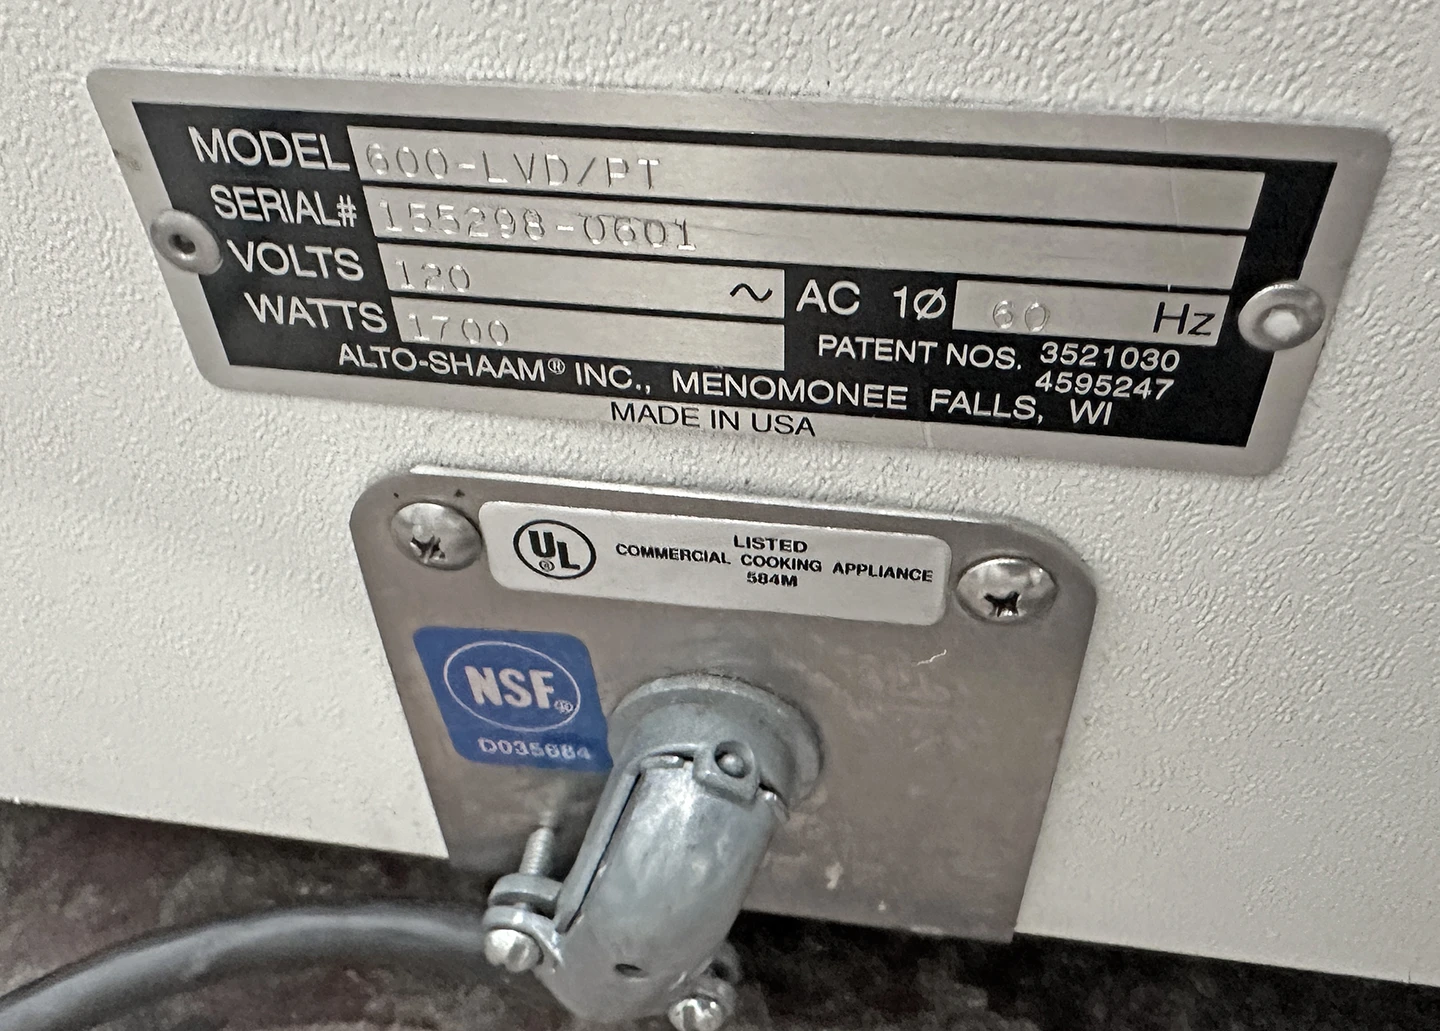 MODEL 600-LVD/PT
SERIAL# 155298-0601
VOLTS 120 ~ AC 1Ø 60 Hz
WATTS 1700
PATENT NOS. 3521030
4595247
ALTO-SHAAM® INC., MENOMONEE FALLS, WI
MADE IN USA
UL®
LISTED
COMMERCIAL COOKING APPLIANCE
584M
NSF®
D035684